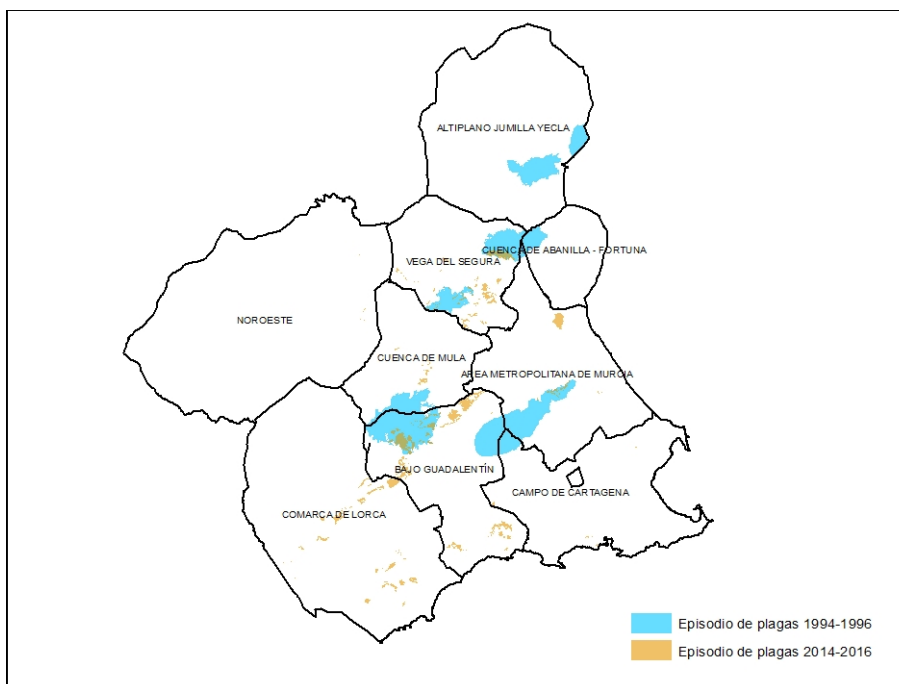 ALTIPLANO JUMILLA YECLA
CUENCA DE ABANILLA - FORTUNA
VEGA DEL SEGURA
NOROESTE
CUENCA DE MULA
AREA METROPOLITANA DE MURCIA
BAJO GUADALENTÍN
CAMPO DE CARTAGENA
COMARCA DE LORCA
Episodio de plagas 1994-1996
Episodio de plagas 2014-2016